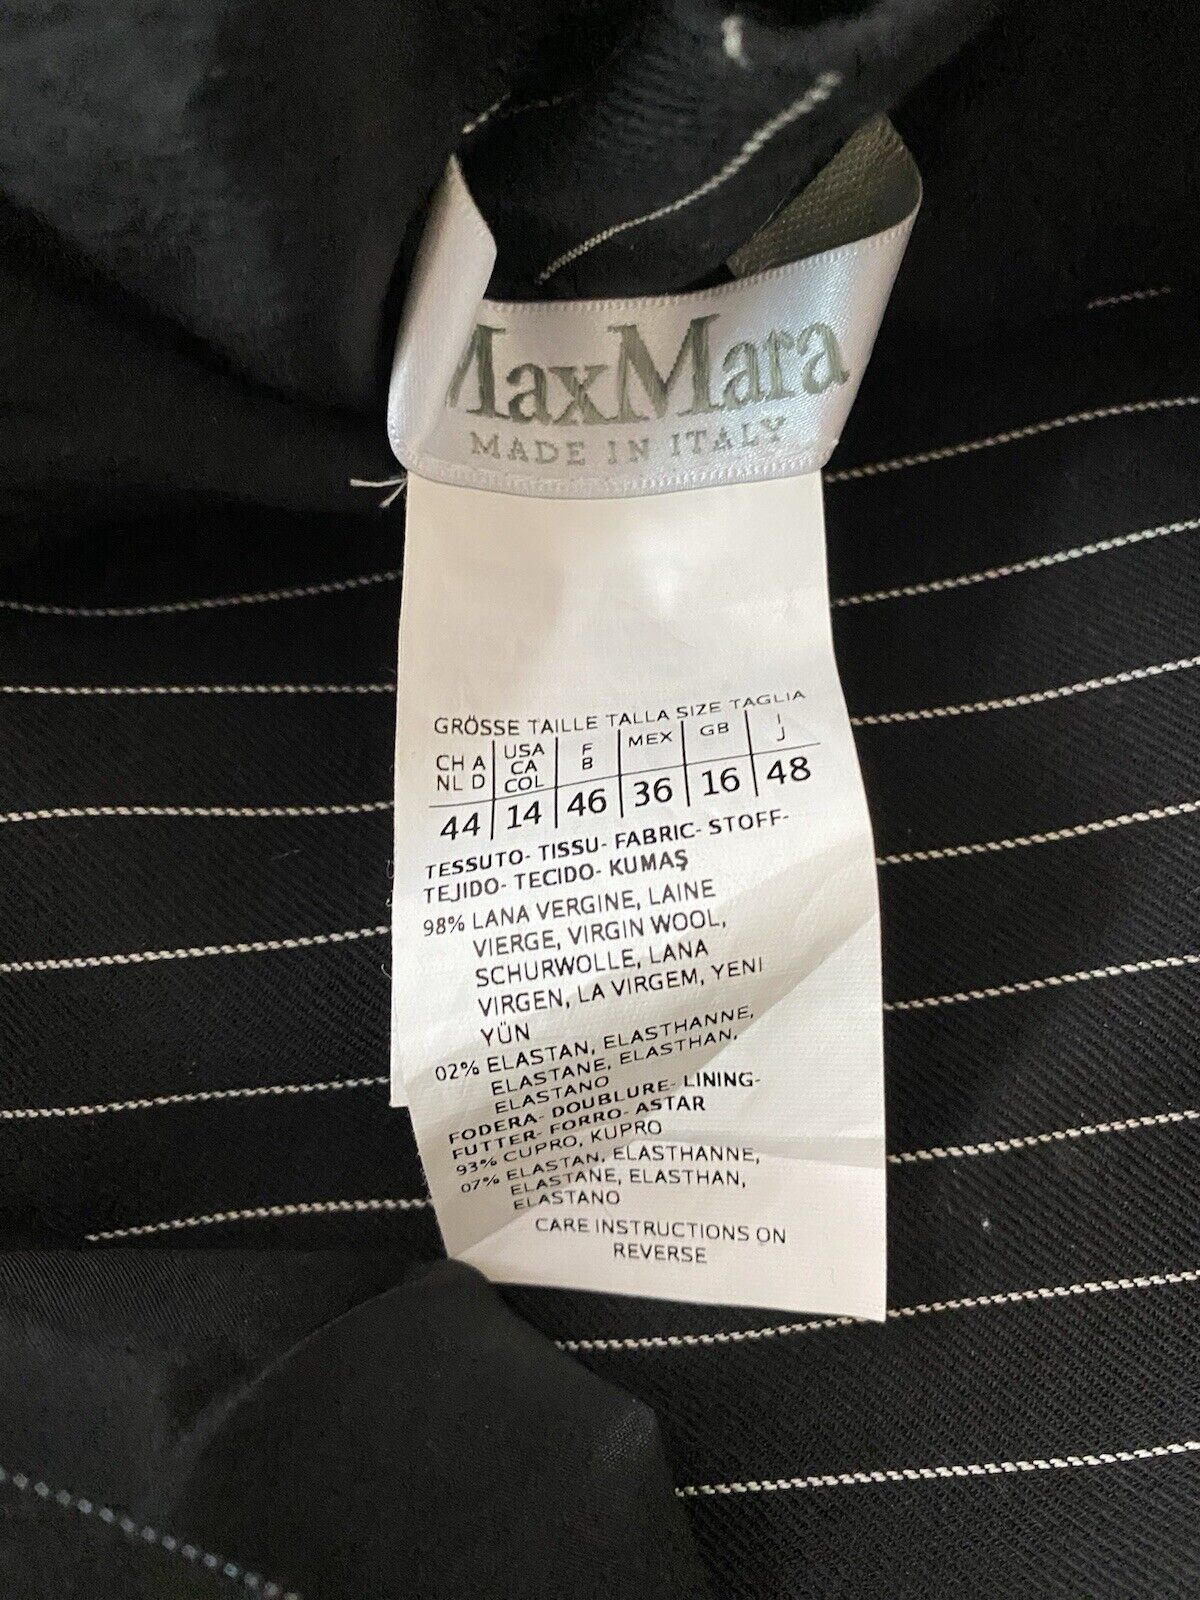 MaxMara
MADE IN ITALY
GRÖSSE TAILLE TALLA SIZE TAGLIA
CH A NL D | USA CA COL | F B | MEX | GB | I J
44 | 14 | 46 | 36 | 16 | 48
TESSUTO- TISSU- FABRIC- STOFF-
TEJIDO- TECIDO- KUMAŞ
98% LANA VERGINE, LAINE
VIERGE, VIRGIN WOOL,
SCHURWOLLE, LANA
VIRGEN, LA VIRGEM, YENI
YÜN
02% ELASTAN, ELASTHANNE,
ELASTANE, ELASTHAN,
ELASTANO
FODERA- DOUBLURE- LINING-
FUTTER- FORRO- ASTAR
93% CUPRO, KUPRO
07% ELASTAN, ELASTHANNE,
ELASTANE, ELASTHAN,
ELASTANO
CARE INSTRUCTIONS ON
REVERSE